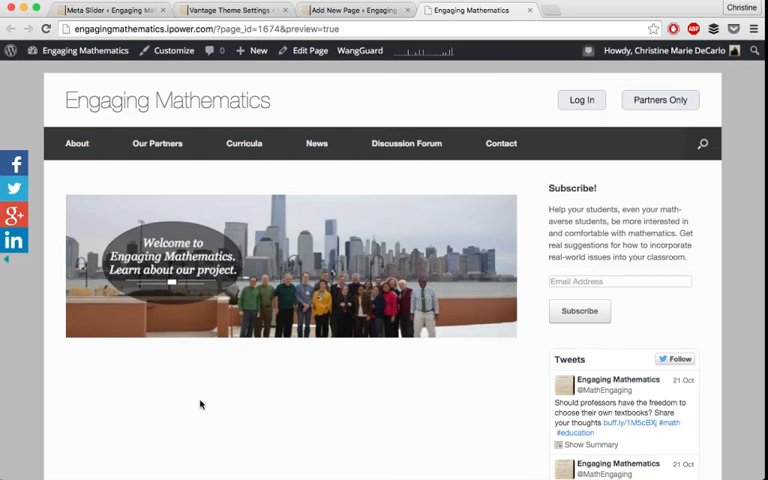 Meta Slider ‹ Engaging Mat
Vantage Theme Settings ‹
Add New Page ‹ Engaging
Engaging Mathematics
Christine
engagingmathematics.ipower.com/?page_id=1674&preview=true
Engaging Mathematics
Customize
0
+ New
Edit Page
WangGuard
Howdy, Christine Marie DeCarlo
Engaging Mathematics
Log In
Partners Only
About
Our Partners
Curricula
News
Discussion Forum
Contact
Welcome to
Engaging Mathematics.
Learn about our project.
Subscribe!
Help your students, even your math-
averse students, be more interested in
and comfortable with mathematics. Get
real suggestions for how to incorporate
real-world issues into your classroom.
Email Address
Subscribe
Tweets
Follow
Engaging Mathematics
21 Oct
@MathEngaging
Should professors have the freedom to
choose their own textbooks? Share
your thoughts buff.ly/1M5cBXj #math
#education
Show Summary
Engaging Mathematics
21 Oct
@MathEngaging